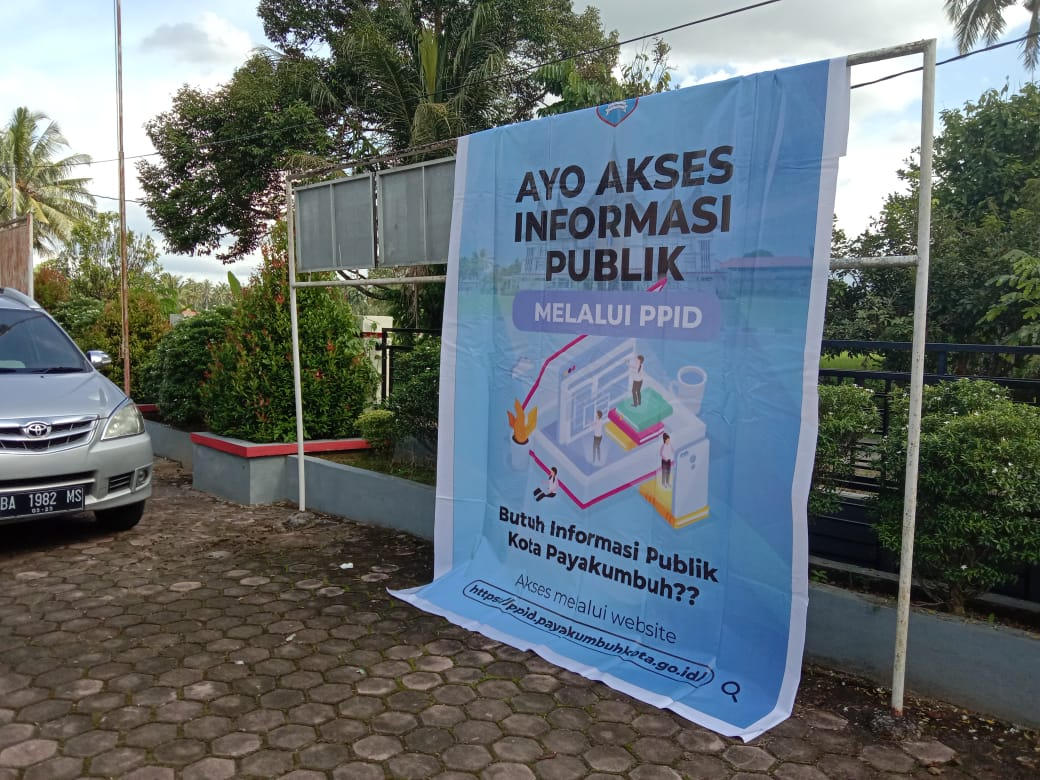 AYO AKSES
INFORMASI
PUBLIK
MELALUI PPID
Butuh Informasi Publik
Kota Payakumbuh??
Akses melalui website
https://ppid.payakumbuhkota.go.id/
BA 1982 MS